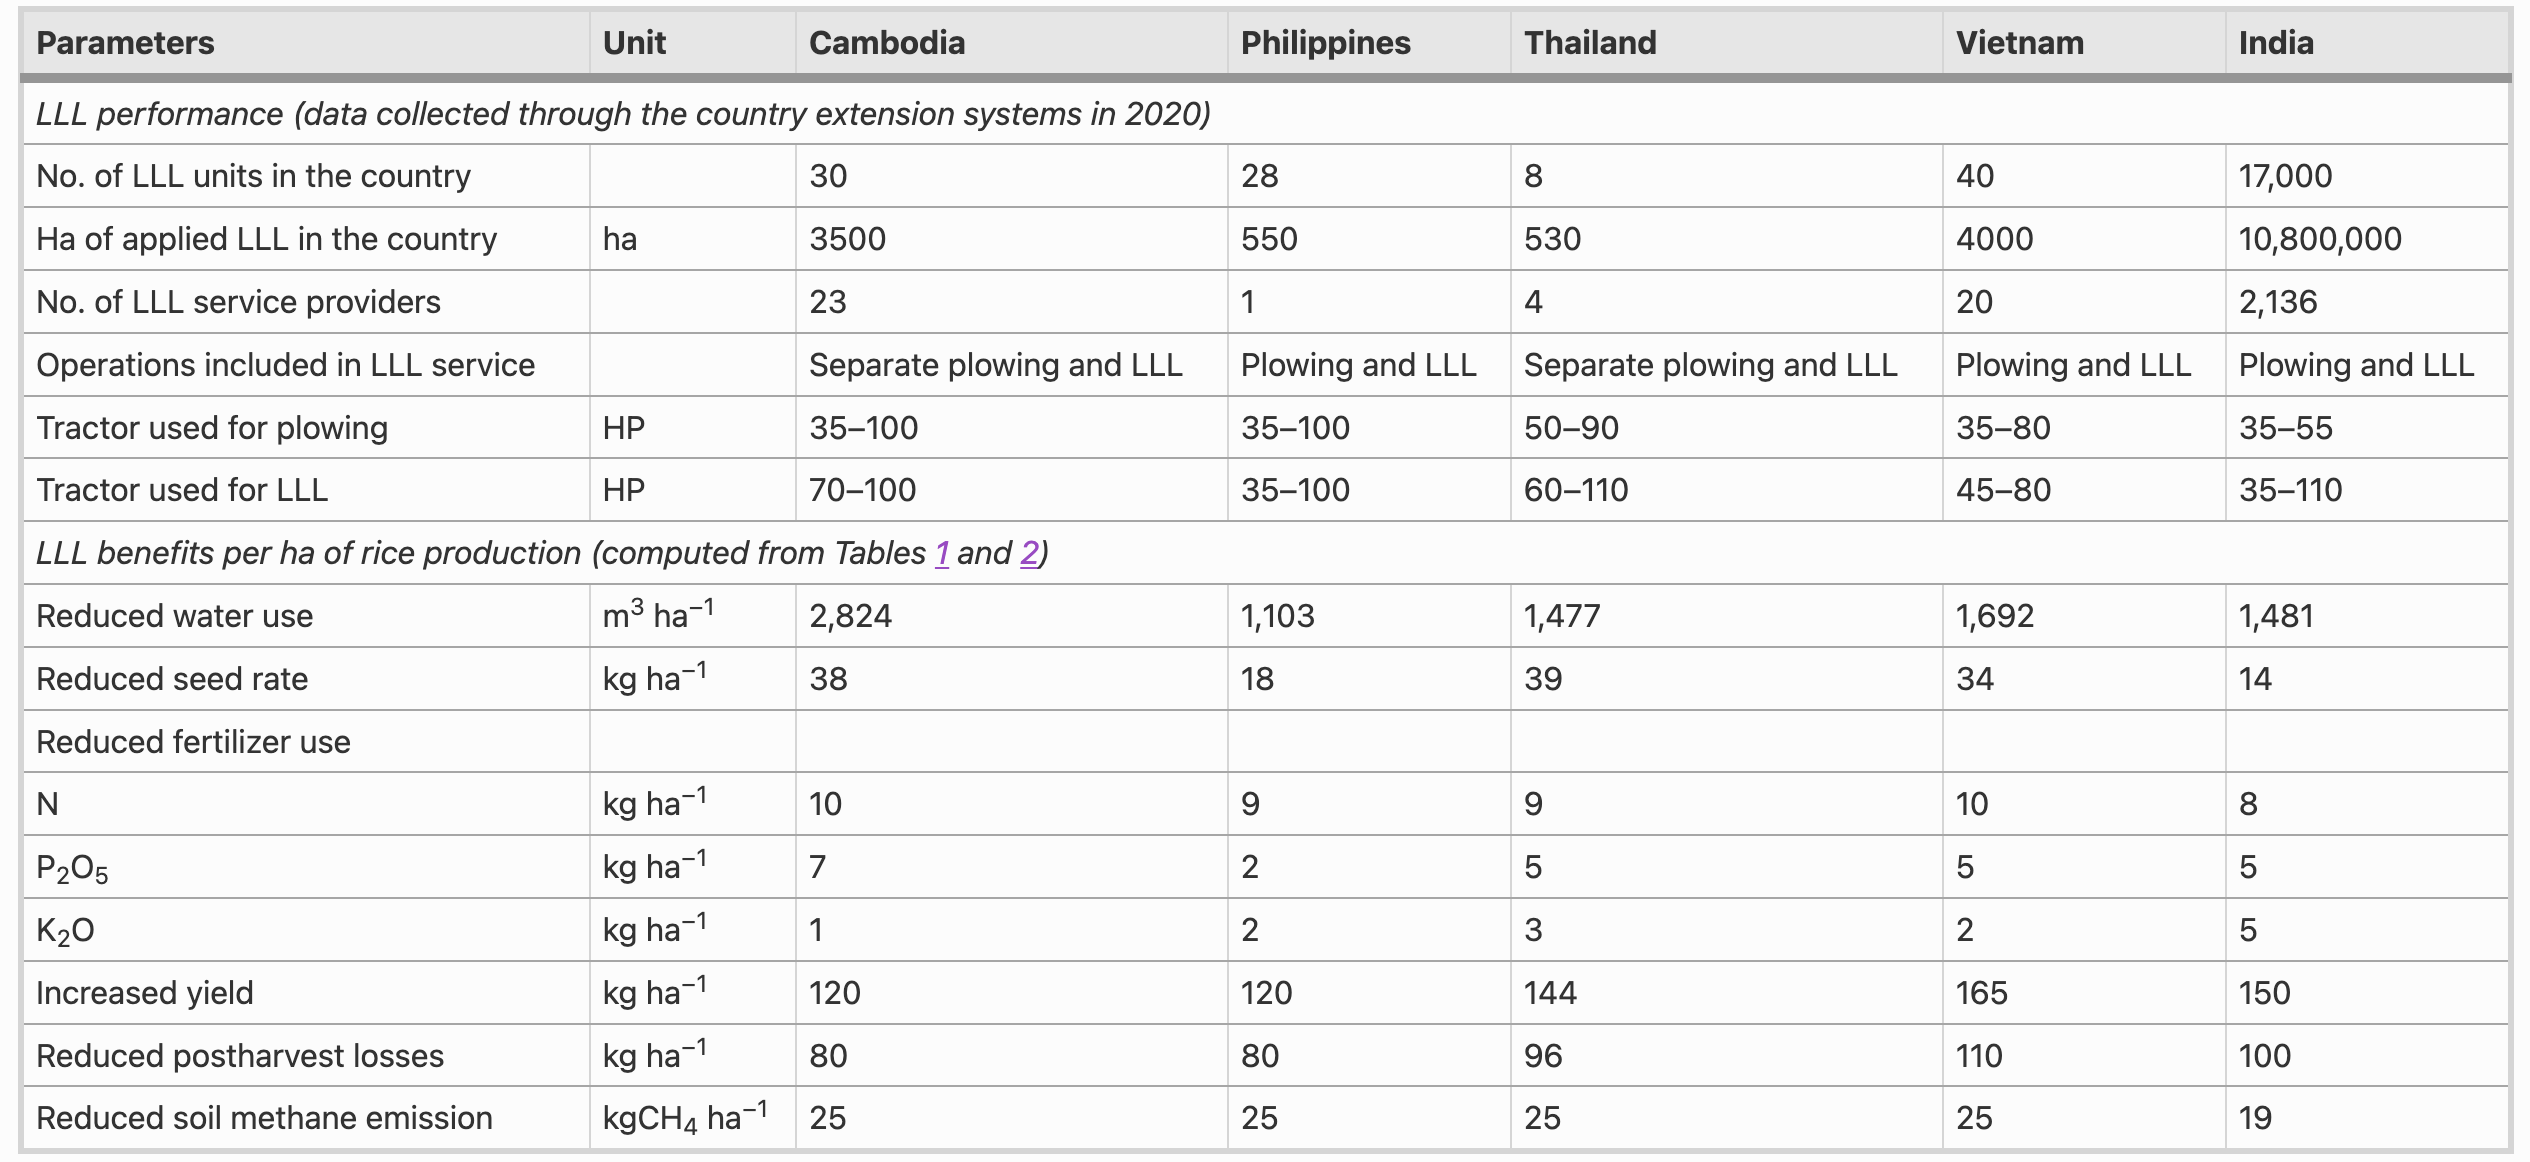 Parameters Unit Cambodia Philippines Thailand Vietnam India
LLL performance (data collected through the country extension systems in 2020)
No. of LLL units in the country 30 28 8 40 17,000
Ha of applied LLL in the country ha 3500 550 530 4000 10,800,000
No. of LLL service providers 23 1 4 20 2,136
Operations included in LLL service Separate plowing and LLL Plowing and LLL Separate plowing and LLL Plowing and LLL Plowing and LLL
Tractor used for plowing HP 35–100 35–100 50–90 35–80 35–55
Tractor used for LLL HP 70–100 35–100 60–110 45–80 35–110
LLL benefits per ha of rice production (computed from Tables 1 and 2)
Reduced water use m³ ha⁻¹ 2,824 1,103 1,477 1,692 1,481
Reduced seed rate kg ha⁻¹ 38 18 39 34 14
Reduced fertilizer use
N kg ha⁻¹ 10 9 9 10 8
P₂O₅ kg ha⁻¹ 7 2 5 5 5
K₂O kg ha⁻¹ 1 2 3 2 5
Increased yield kg ha⁻¹ 120 120 144 165 150
Reduced postharvest losses kg ha⁻¹ 80 80 96 110 100
Reduced soil methane emission kgCH₄ ha⁻¹ 25 25 25 25 19